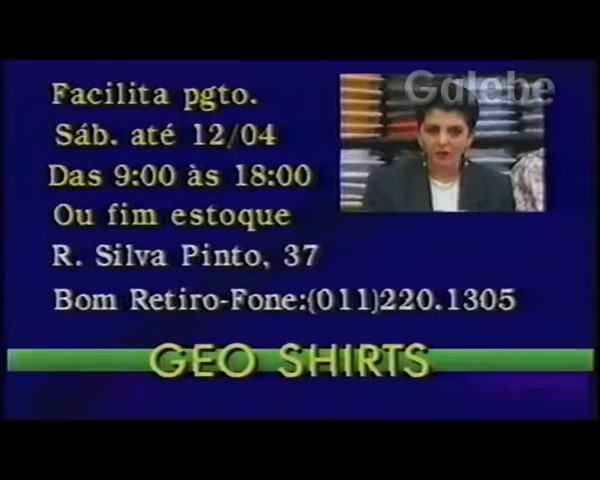 Galebe
Facilita pgto.
Sáb. até 12/04
Das 9:00 às 18:00
Ou fim estoque
R. Silva Pinto, 37
Bom Retiro-Fone:(011)220.1305
GEO SHIRTS